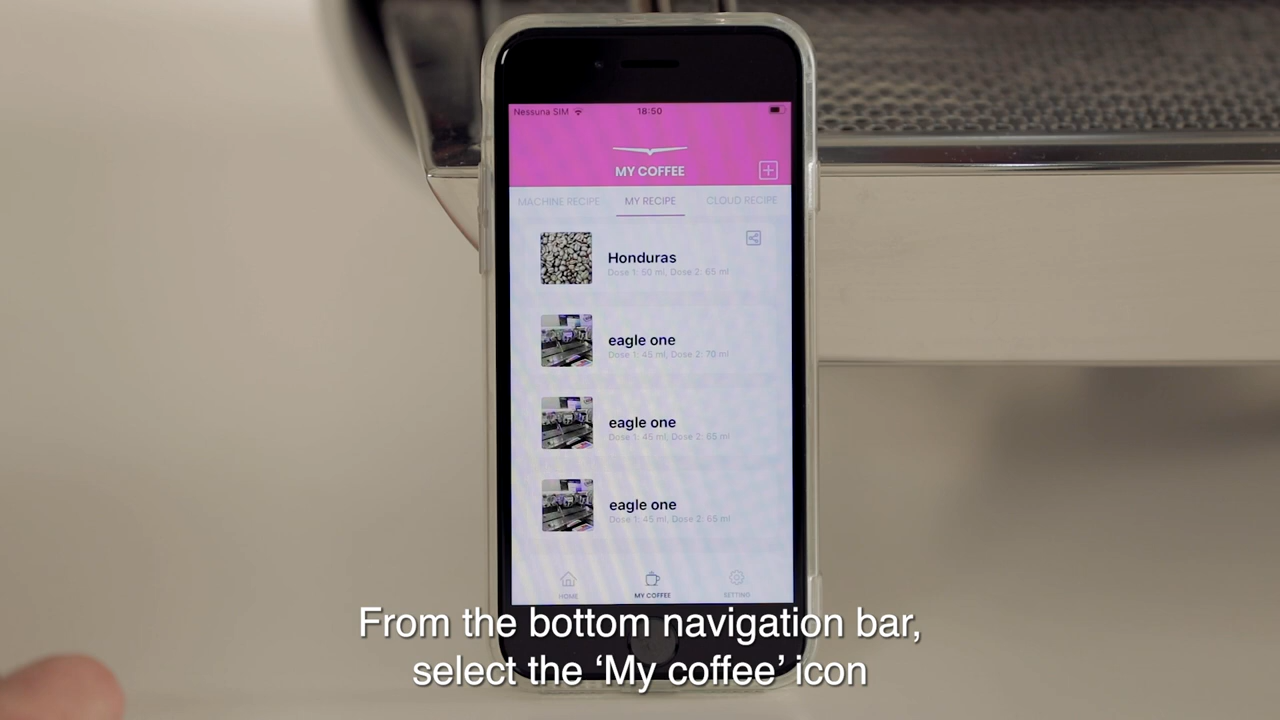 Nessuna SIM 18:50
MY COFFEE
MACHINE RECIPE MY RECIPE CLOUD RECIPE
Honduras
Dose 1: 50 ml, Dose 2: 65 ml
eagle one
Dose 1: 45 ml, Dose 2: 70 ml
eagle one
Dose 1: 45 ml, Dose 2: 65 ml
eagle one
Dose 1: 45 ml, Dose 2: 65 ml
HOME MY COFFEE SETTING
From the bottom navigation bar,
select the ‘My coffee’ icon